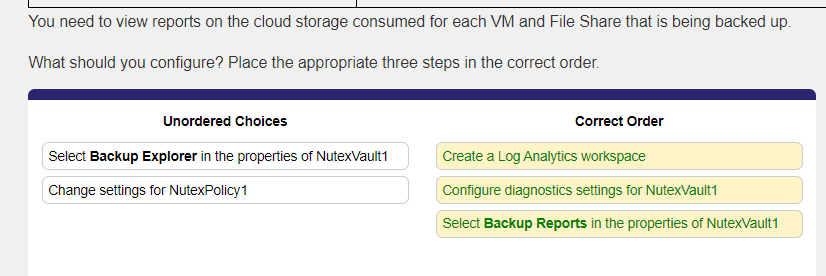 You need to view reports on the cloud storage consumed for each VM and File Share that is being backed up.
What should you configure? Place the appropriate three steps in the correct order.
Unordered Choices
Select Backup Explorer in the properties of NutexVault1
Change settings for NutexPolicy1
Correct Order
Create a Log Analytics workspace
Configure diagnostics settings for NutexVault1
Select Backup Reports in the properties of NutexVault1